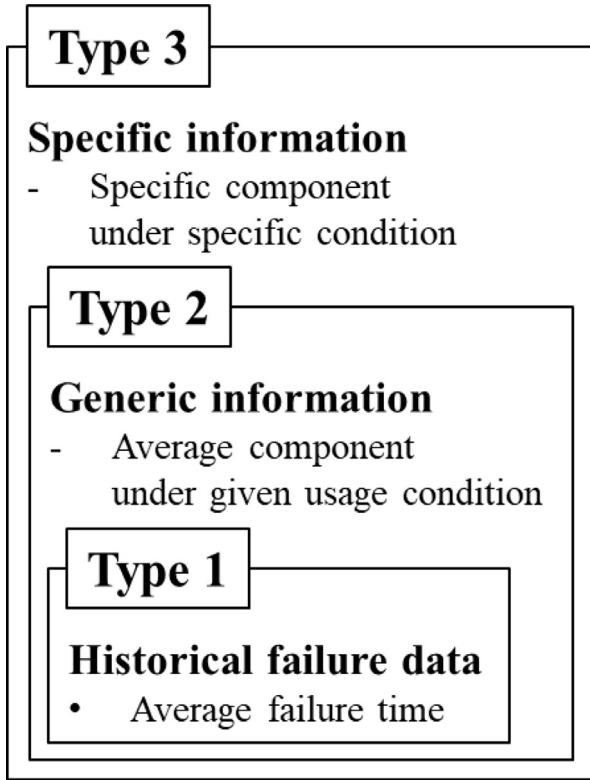 Type 3
Specific information
- Specific component
under specific condition
Type 2
Generic information
- Average component
under given usage condition
Type 1
Historical failure data
• Average failure time